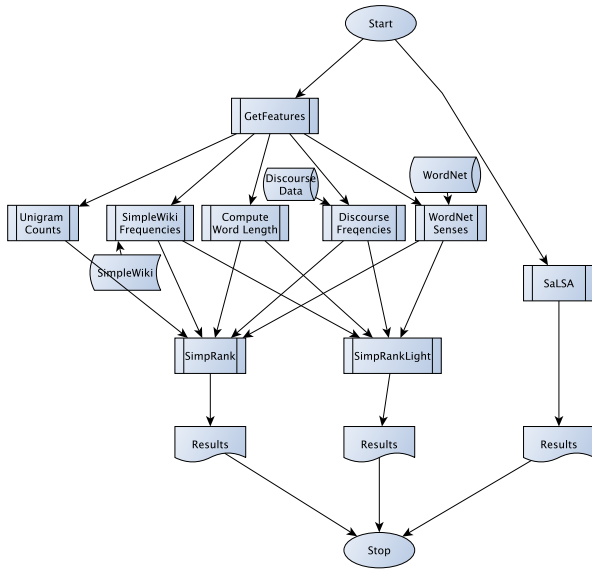 Start
GetFeatures
Discourse
Data
WordNet
Unigram
Counts
SimpleWiki
Frequencies
Compute
Word Length
Discourse
Freqencies
WordNet
Senses
SimpleWiki
SaLSA
SimpRank
SimpRankLight
Results
Results
Results
Stop